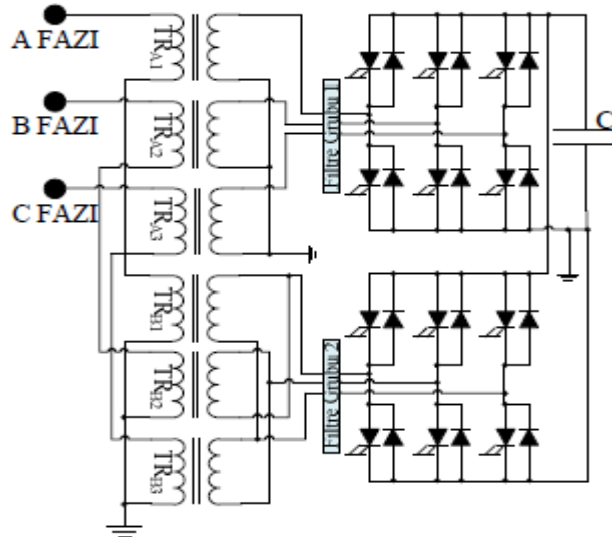 A FAZI
B FAZI
C FAZI
TRA1
TRA2
TRA3
TRB1
TRB2
TRB3
Filtre Grubu 1
Filtre Grubu 2
C